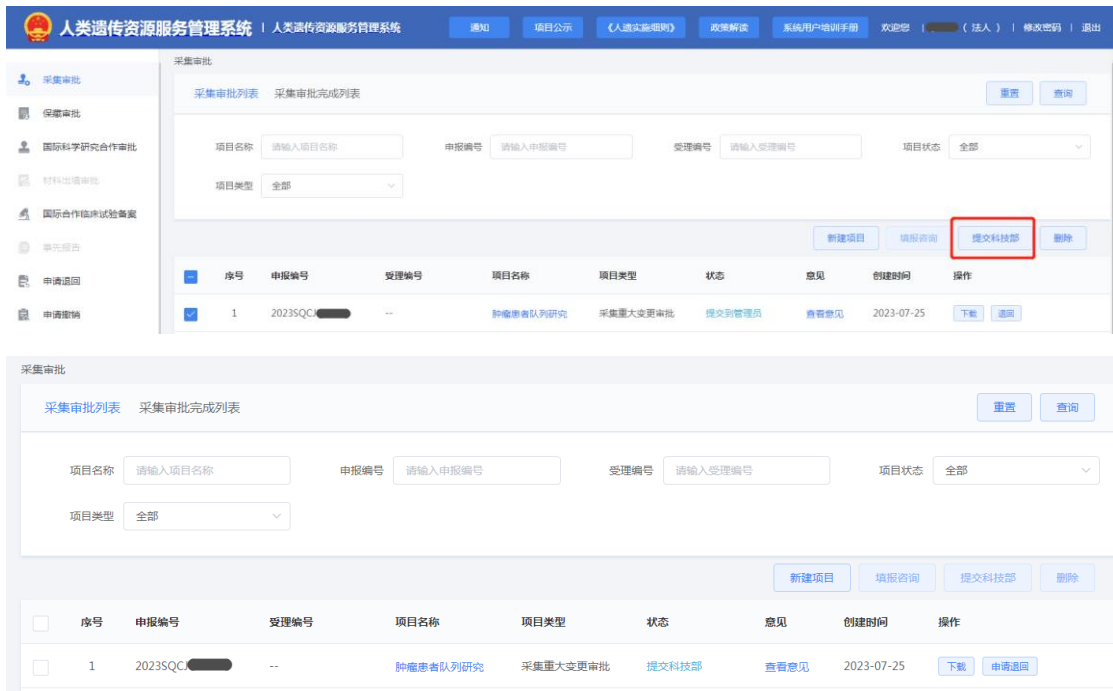 人类遗传资源服务管理系统 | 人类遗传资源服务管理系统 通知 项目公示 《人遗实施细则》 政策解读 系统用户培训手册 欢迎您 | (法人) | 修改密码 | 退出
采集审批
保藏审批
国际科学研究合作审批
材料出境审批
国际合作临床试验备案
事先报告
申请退回
申请撤销
采集审批
采集审批列表 采集审批完成列表 重置 查询
项目名称 请输入项目名称 申报编号 请输入申报编号 受理编号 请输入受理编号 项目状态 全部
项目类型 全部
新建项目 填报咨询 提交科技部 删除
序号 申报编号 受理编号 项目名称 项目类型 状态 意见 创建时间 操作
1 2023SQCJ -- 肿瘤患者队列研究 采集重大变更审批 提交到管理员 查看意见 2023-07-25 下载 退回
采集审批
采集审批列表 采集审批完成列表 重置 查询
项目名称 请输入项目名称 申报编号 请输入申报编号 受理编号 请输入受理编号 项目状态 全部
项目类型 全部
新建项目 填报咨询 提交科技部 删除
序号 申报编号 受理编号 项目名称 项目类型 状态 意见 创建时间 操作
1 2023SQCJ -- 肿瘤患者队列研究 采集重大变更审批 提交科技部 查看意见 2023-07-25 下载 申请退回